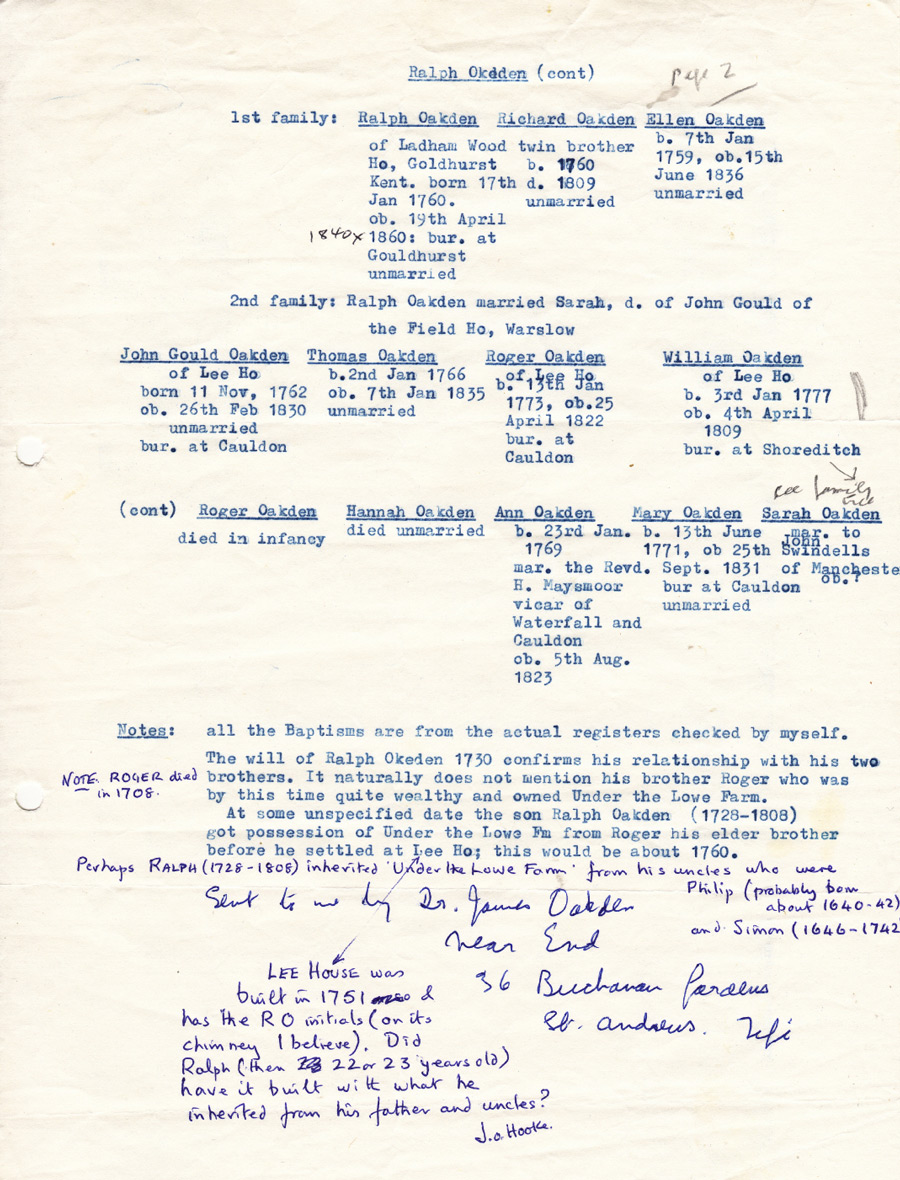 Ralph Okdden (cont)
page 2
1st family: Ralph Oakden Richard Oakden Ellen Oakden
of Ladham Wood twin brother b. 7th Jan
Ho, Goldhurst b. 1760 1759, ob.15th
Kent. born 17th d. 1809 June 1836
Jan 1760. unmarried unmarried
ob. 19th April
1840x 1860: bur. at
Gouldhurst
unmarried
2nd family: Ralph Oakden married Sarah, d. of John Gould of
the Field Ho, Warslow
John Gould Oakden Thomas Oakden Roger Oakden William Oakden
of Lee Ho b.2nd Jan 1766 of Lee Ho of Lee Ho
born 11 Nov, 1762 ob. 7th Jan 1835 b. 13th Jan b. 3rd Jan 1777
ob. 26th Feb 1830 unmarried 1773, ob.25 ob. 4th April
unmarried April 1822 1809
bur. at Cauldon bur. at bur. at Shoreditch
Cauldon
see family tree
(cont) Roger Oakden Hannah Oakden Ann Oakden Mary Oakden Sarah Oakden
died in infancy died unmarried b. 23rd Jan. b. 13th June mar. to
1769 1771, ob 25th John Swindells
mar. the Revd. Sept. 1831 of Mancheste
H. Maysmoor bur at Cauldon ob.?
vicar of unmarried
Waterfall and
Cauldon
ob. 5th Aug.
1823
Notes: all the Baptisms are from the actual registers checked by myself.
The will of Ralph Okeden 1730 confirms his relationship with his two
NOTE. ROGER died brothers. It naturally does not mention his brother Roger who was
in 1708. by this time quite wealthy and owned Under the Lowe Farm.
At some unspecified date the son Ralph Oakden (1728-1808)
got possession of Under the Lowe Fm from Roger his elder brother
before he settled at Lee Ho; this would be about 1760.
Perhaps RALPH (1728-1808) inherited 'Under the Lowe Farm' from his uncles who were
Philip (probably born
about 1640-42)
and Simon (1646-1742
Sent to me by Dr. James Oakden
Near End
36 Buchanan Gardens
St. Andrews. Fife
LEE HOUSE was
built in 1751 &
has the RO initials (on its
chimney I believe). Did
Ralph (then 22 or 23 years old)
have it built with what he
inherited from his father and uncles?
J.O. Hooke.